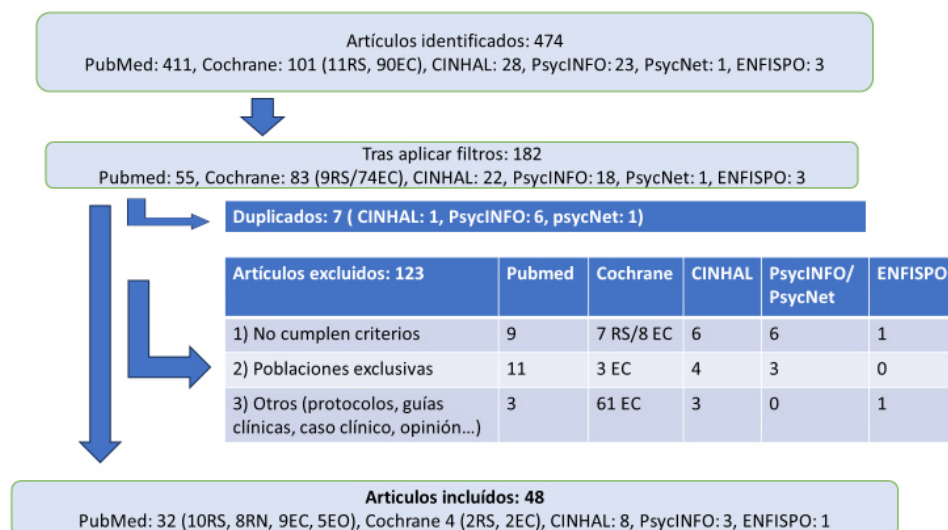 Artículos identificados: 474
PubMed: 411, Cochrane: 101 (11RS, 90EC), CINHAL: 28, PsycINFO: 23, PsycNet: 1, ENFISPO: 3
Tras aplicar filtros: 182
Pubmed: 55, Cochrane: 83 (9RS/74EC), CINHAL: 22, PsycINFO: 18, PsycNet: 1, ENFISPO: 3
Duplicados: 7 ( CINHAL: 1, PsycINFO: 6, psycNet: 1)
Artículos excluidos: 123 Pubmed Cochrane CINHAL PsycINFO/ ENFISPO
PsycNet
1) No cumplen criterios 9 7 RS/8 EC 6 6 1
2) Poblaciones exclusivas 11 3 EC 4 3 0
3) Otros (protocolos, guías 3 61 EC 3 0 1
clínicas, caso clínico, opinión...)
Articulos incluídos: 48
PubMed: 32 (10RS, 8RN, 9EC, 5EO), Cochrane 4 (2RS, 2EC), CINHAL: 8, PsycINFO: 3, ENFISPO: 1